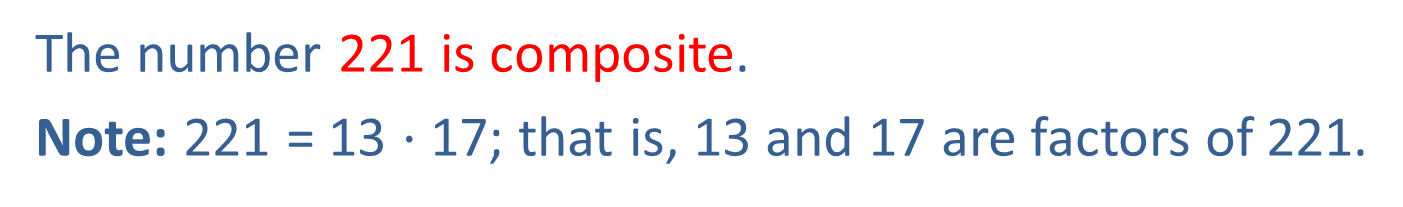 The number 221 is composite.
Note: 221 = 13 · 17; that is, 13 and 17 are factors of 221.